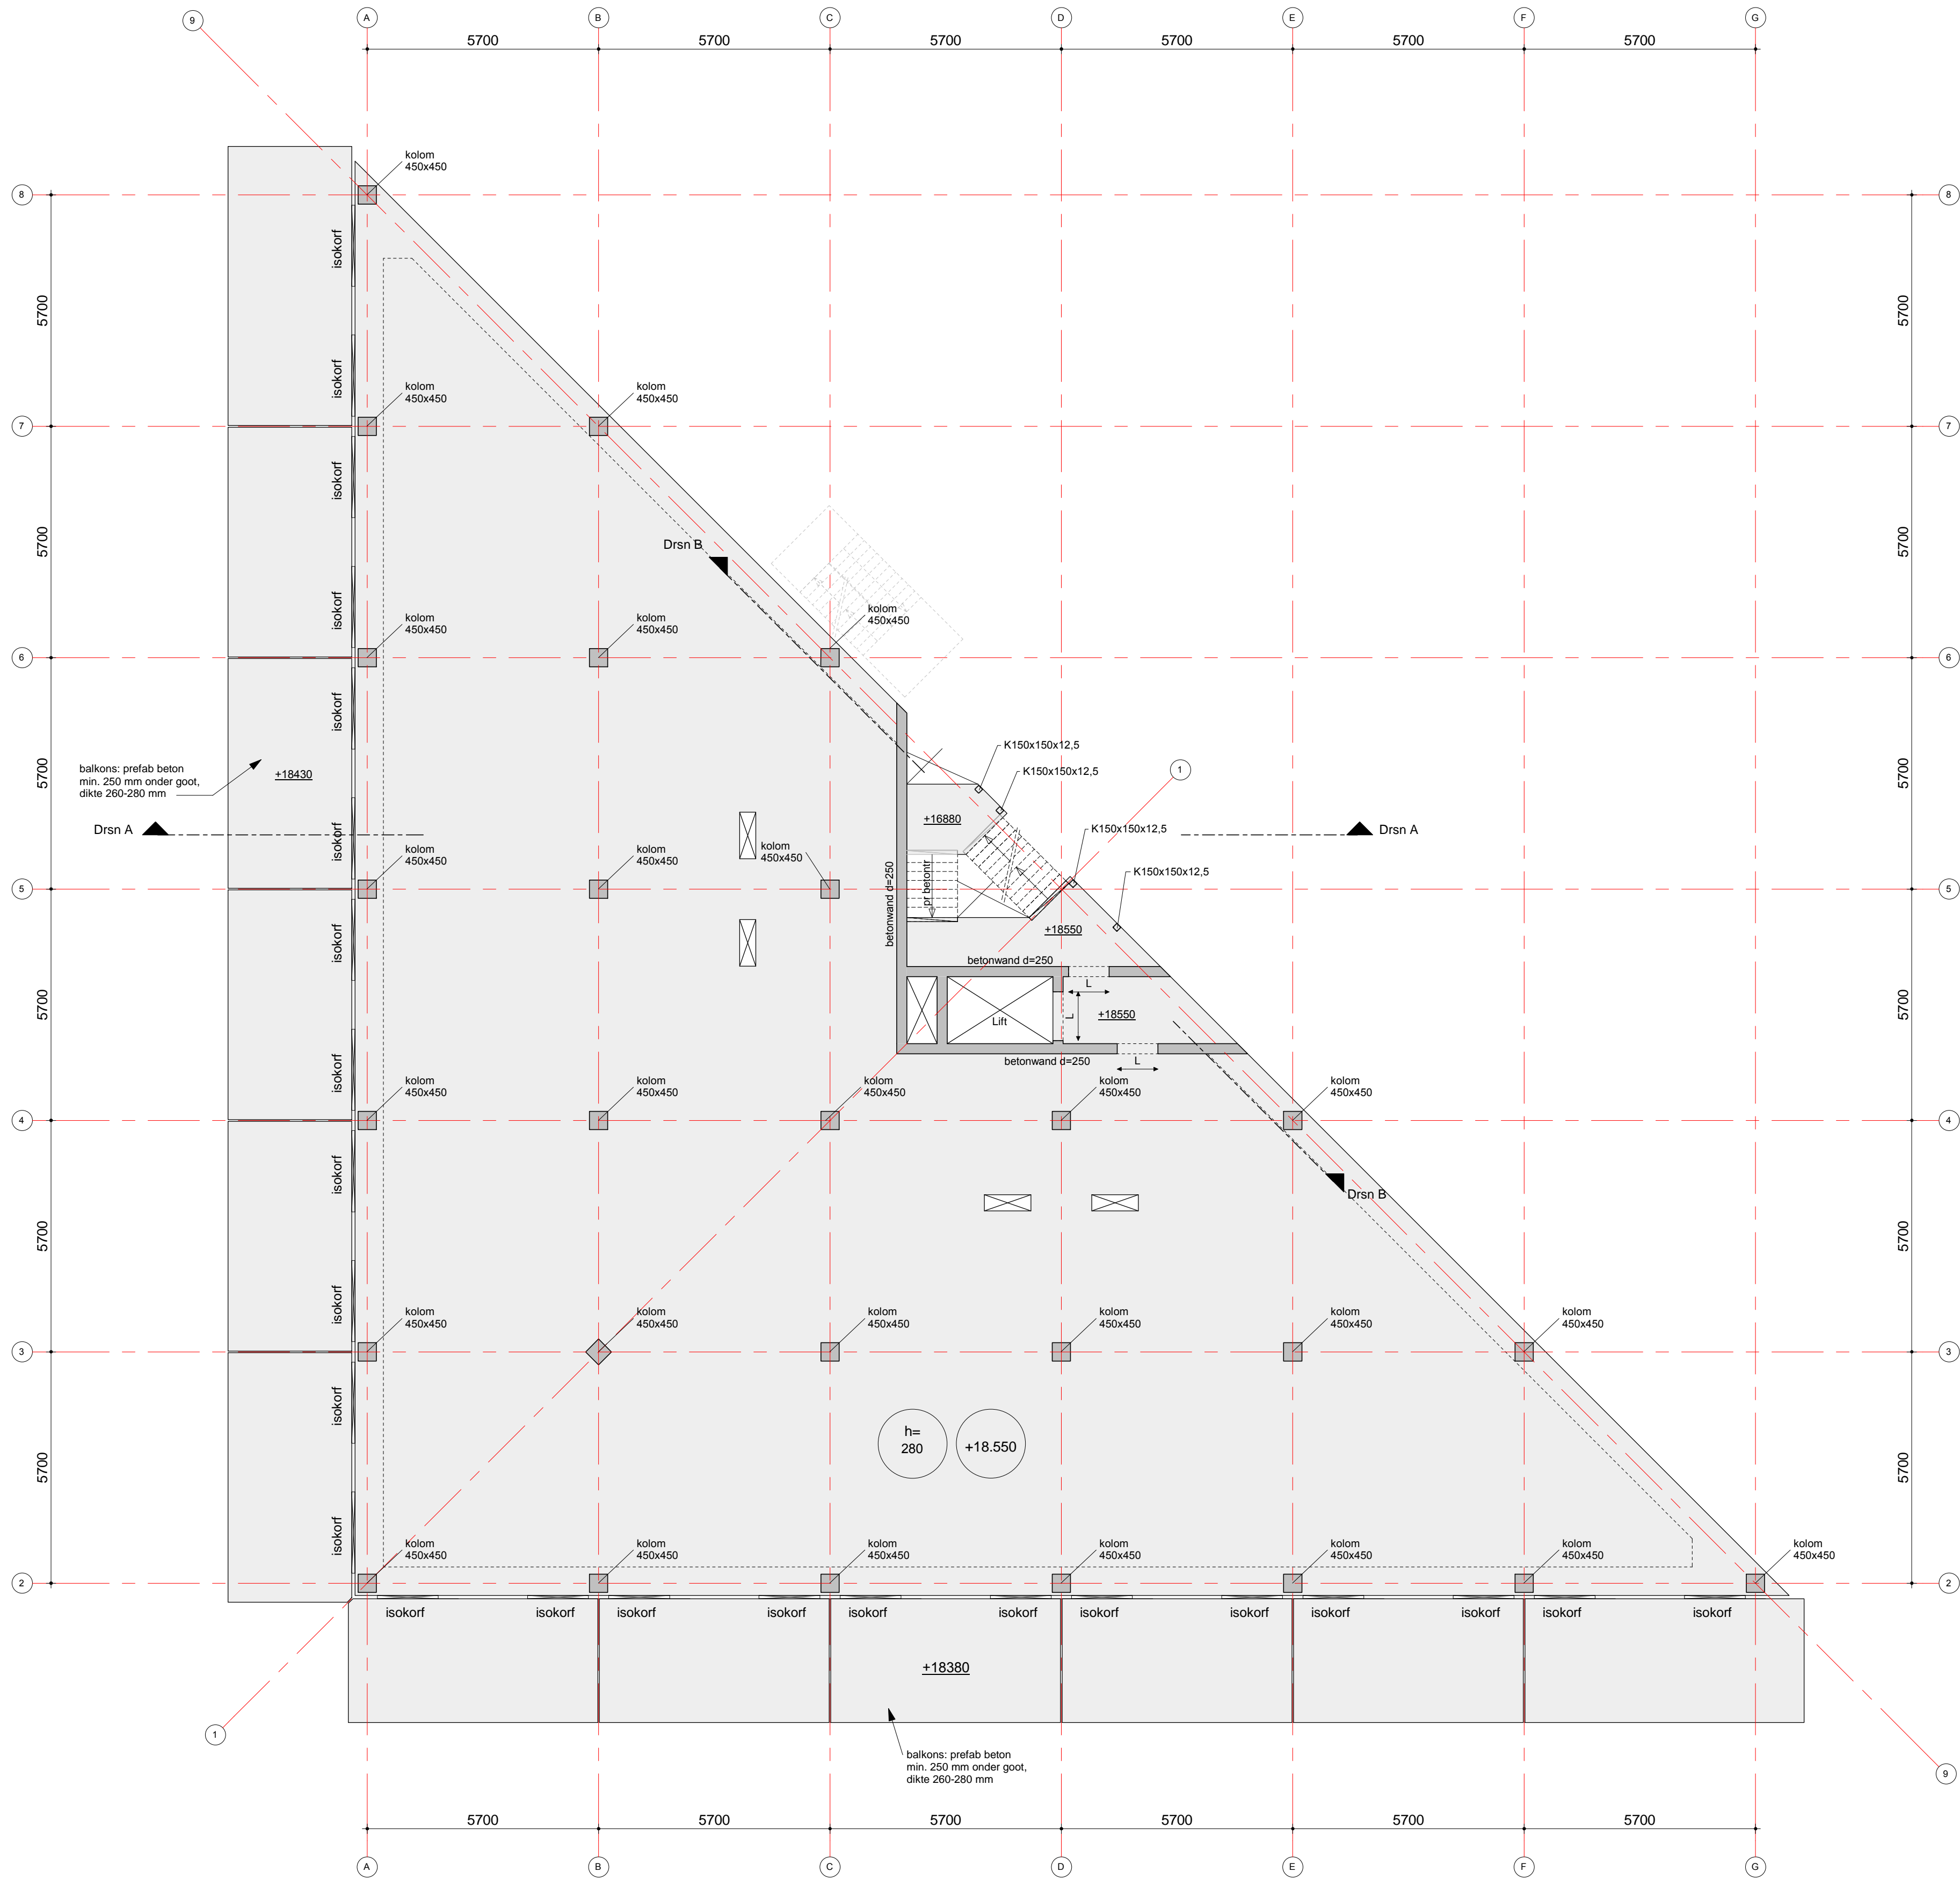 9
A
B
C
D
E
F
G
5700
5700
5700
5700
5700
5700
kolom
450x450
8
8
isokorf
5700
5700
isokorf
kolom
450x450
kolom
450x450
7
7
isokorf
Drsn B
5700
5700
isokorf
kolom
450x450
kolom
450x450
kolom
450x450
6
6
isokorf
K150x150x12,5
K150x150x12,5
1
balkons: prefab beton
min. 250 mm onder goot,
dikte 260-280 mm
+18430
5700
5700
+16880
K150x150x12,5
Drsn A
Drsn A
isokorf
kolom
450x450
kolom
450x450
kolom
450x450
K150x150x12,5
5
5
betonwand d=250
pr betontr
+18550
isokorf
betonwand d=250
L
5700
5700
L
+18550
Lift
betonwand d=250
L
isokorf
kolom
450x450
kolom
450x450
kolom
450x450
kolom
450x450
kolom
450x450
4
4
isokorf
Drsn B
5700
5700
isokorf
kolom
450x450
kolom
450x450
kolom
450x450
kolom
450x450
kolom
450x450
kolom
450x450
3
3
isokorf
h=
280
+18.550
5700
5700
isokorf
kolom
450x450
kolom
450x450
kolom
450x450
kolom
450x450
kolom
450x450
kolom
450x450
kolom
450x450
2
2
isokorf
isokorf
isokorf
isokorf
isokorf
isokorf
isokorf
isokorf
isokorf
isokorf
isokorf
isokorf
+18380
1
balkons: prefab beton
min. 250 mm onder goot,
dikte 260-280 mm
9
5700
5700
5700
5700
5700
5700
A
B
C
D
E
F
G